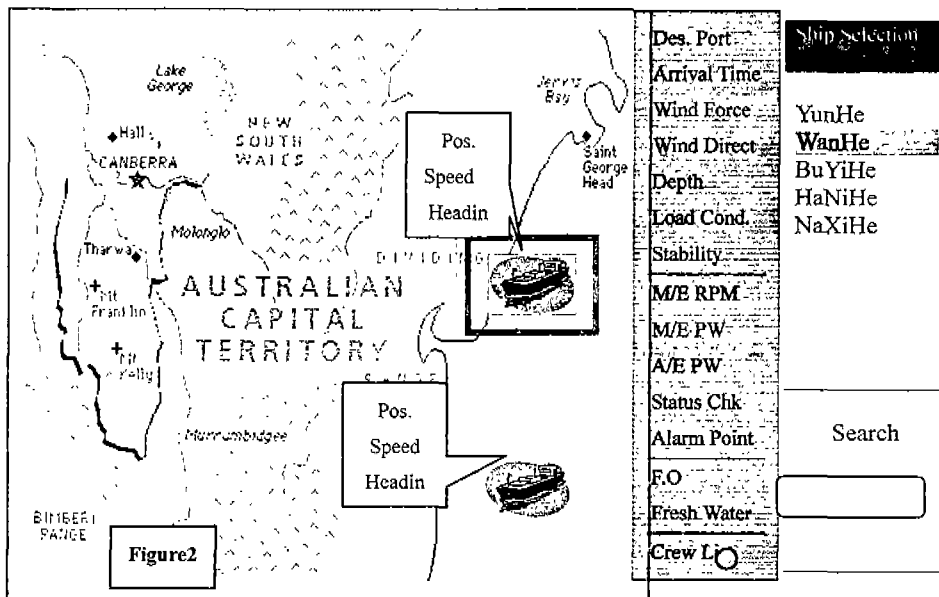 Lake
George
Hall
CANBERRA
NEW
SOUTH
WALES
Tharwa
Molonglo
Mt
Franklin
Mt
Kelly
AUSTRALIAN
CAPITAL
TERRITORY
Murrumbidgee
BIMBERI
RANGE
DIVIDING
RANGE
Jervis
Bay
Saint
George
Head
Pos.
Speed
Headin
Pos.
Speed
Headin
Figure2
Des. Port
Arrival Time
Wind Force
Wind Direct
Depth
Load Cond.
Stability
M/E RPM
M/E PW
A/E PW
Status Chk
Alarm Point
F.O
Fresh Water
Crew Li
Ship Selection
YunHe
WanHe
BuYiHe
HaNiHe
NaXiHe
Search